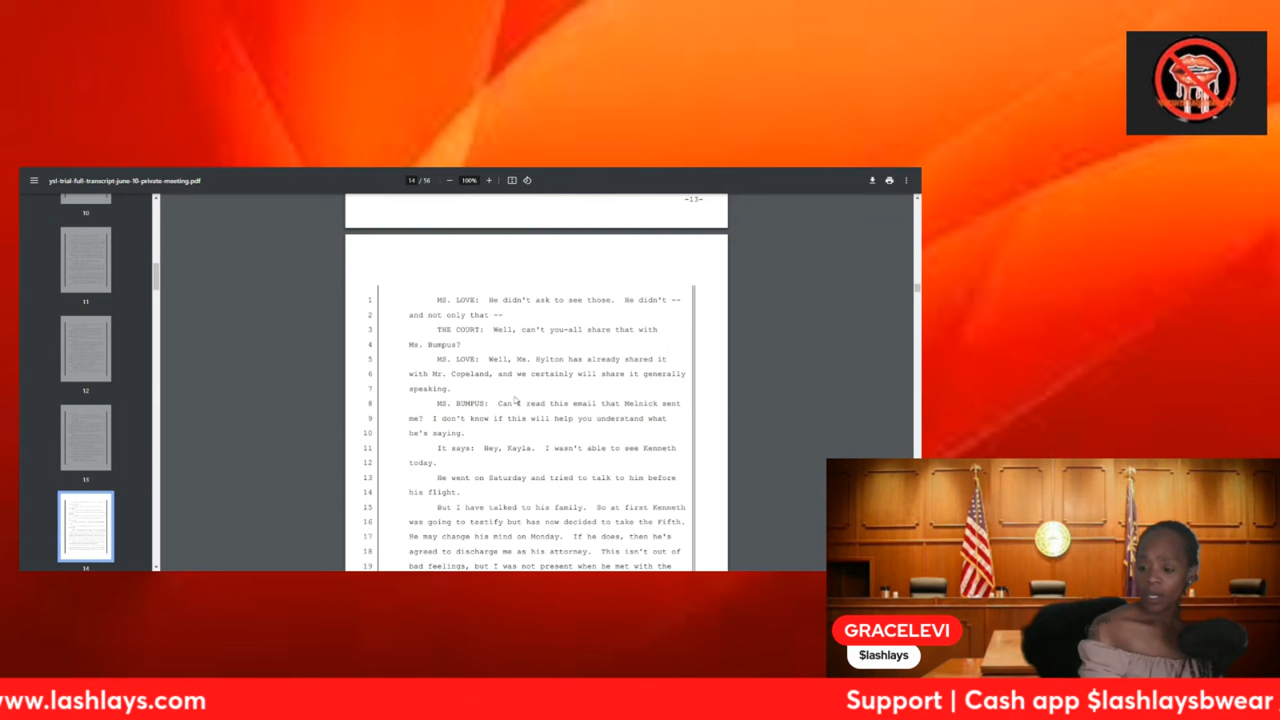 ysl-trial-full-transcript-june-10-private-meeting.pdf
14 / 56
100%
10
11
12
13
14
-13-
1 MS. LOVE: He didn't ask to see those. He didn't --
2 and not only that --
3 THE COURT: Well, can't you-all share that with
4 Ms. Bumpus?
5 MS. LOVE: Well, Ms. Hylton has already shared it
6 with Mr. Copeland, and we certainly will share it generally
7 speaking.
8 MS. BUMPUS: Can I read this email that Melnick sent
9 me? I don't know if this will help you understand what
10 he's saying.
11 It says: Hey, Kayla. I wasn't able to see Kenneth
12 today.
13 He went on Saturday and tried to talk to him before
14 his flight.
15 But I have talked to his family. So at first Kenneth
16 was going to testify but has now decided to take the Fifth.
17 He may change his mind on Monday. If he does, then he's
18 agreed to discharge me as his attorney. This isn't out of
19 bad feelings, but I was not present when he met with the
GRACELEVI
$lashlays
www.lashlays.com
Support | Cash app $lashlaysbwear